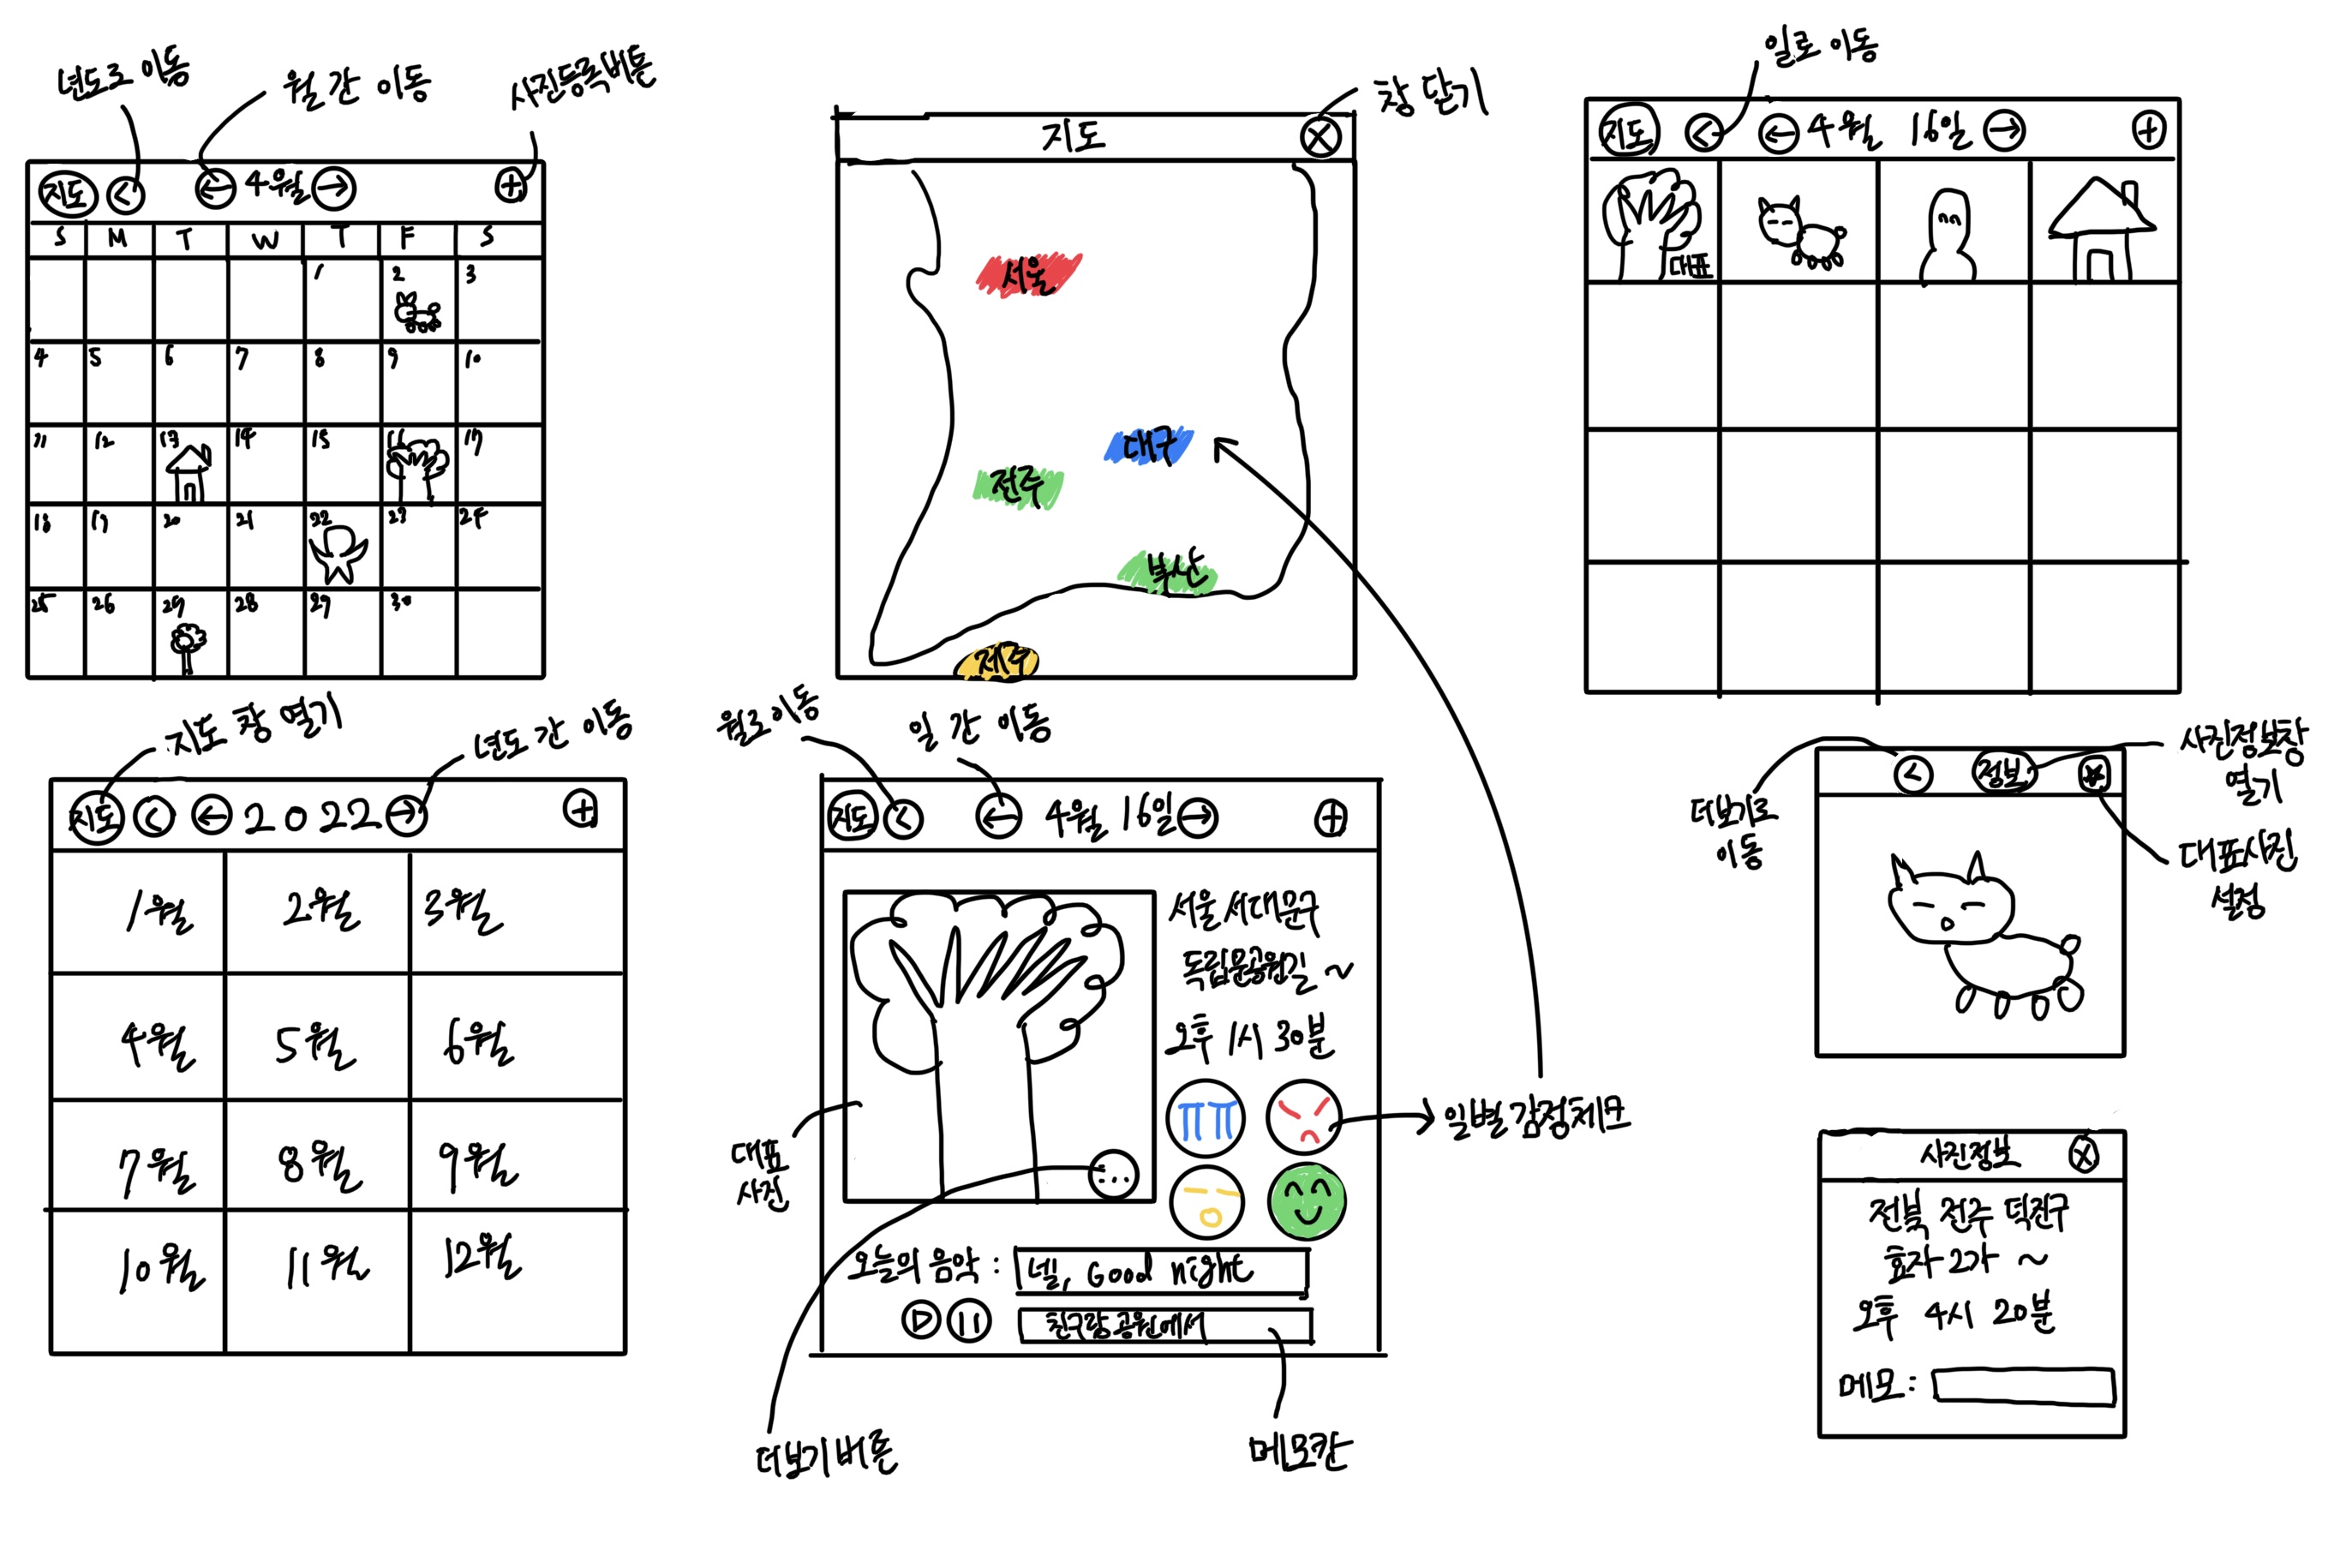 년도로 이동
월 간 이동
사진등록버튼
지도 < ← 4월 → +
S M T W T F S
1 2 3
4 5 6 7 8 9 10
11 12 13 14 15 16 17
18 19 20 21 22 23 24
25 26 29 28 29 30
창 닫기
지도 X
서울
대구
전주
부산
제주
일로 이동
지도 < ← 4월 16일 → +
대표
지도 창 열기
년도 간 이동
지도 < ← 2022 → +
1월 2월 3월
4월 5월 6월
7월 8월 9월
10월 11월 12월
월로 이동
일 간 이동
지도 < ← 4월 16일 → +
서울 서대문구
독립문공원길 ~
오후 1시 30분
ㅠㅠ
일별 감정체크
대표
사진
...
오늘의 음악 : 넬, Good night
친구랑 공원에서
더보기 버튼
메모칸
사진정보창
열기
< 정보
더보기로
이동
대표사진
설정
사진정보 X
전북 전주 덕진구
효자 2가 ~
오후 4시 20분
메모 :